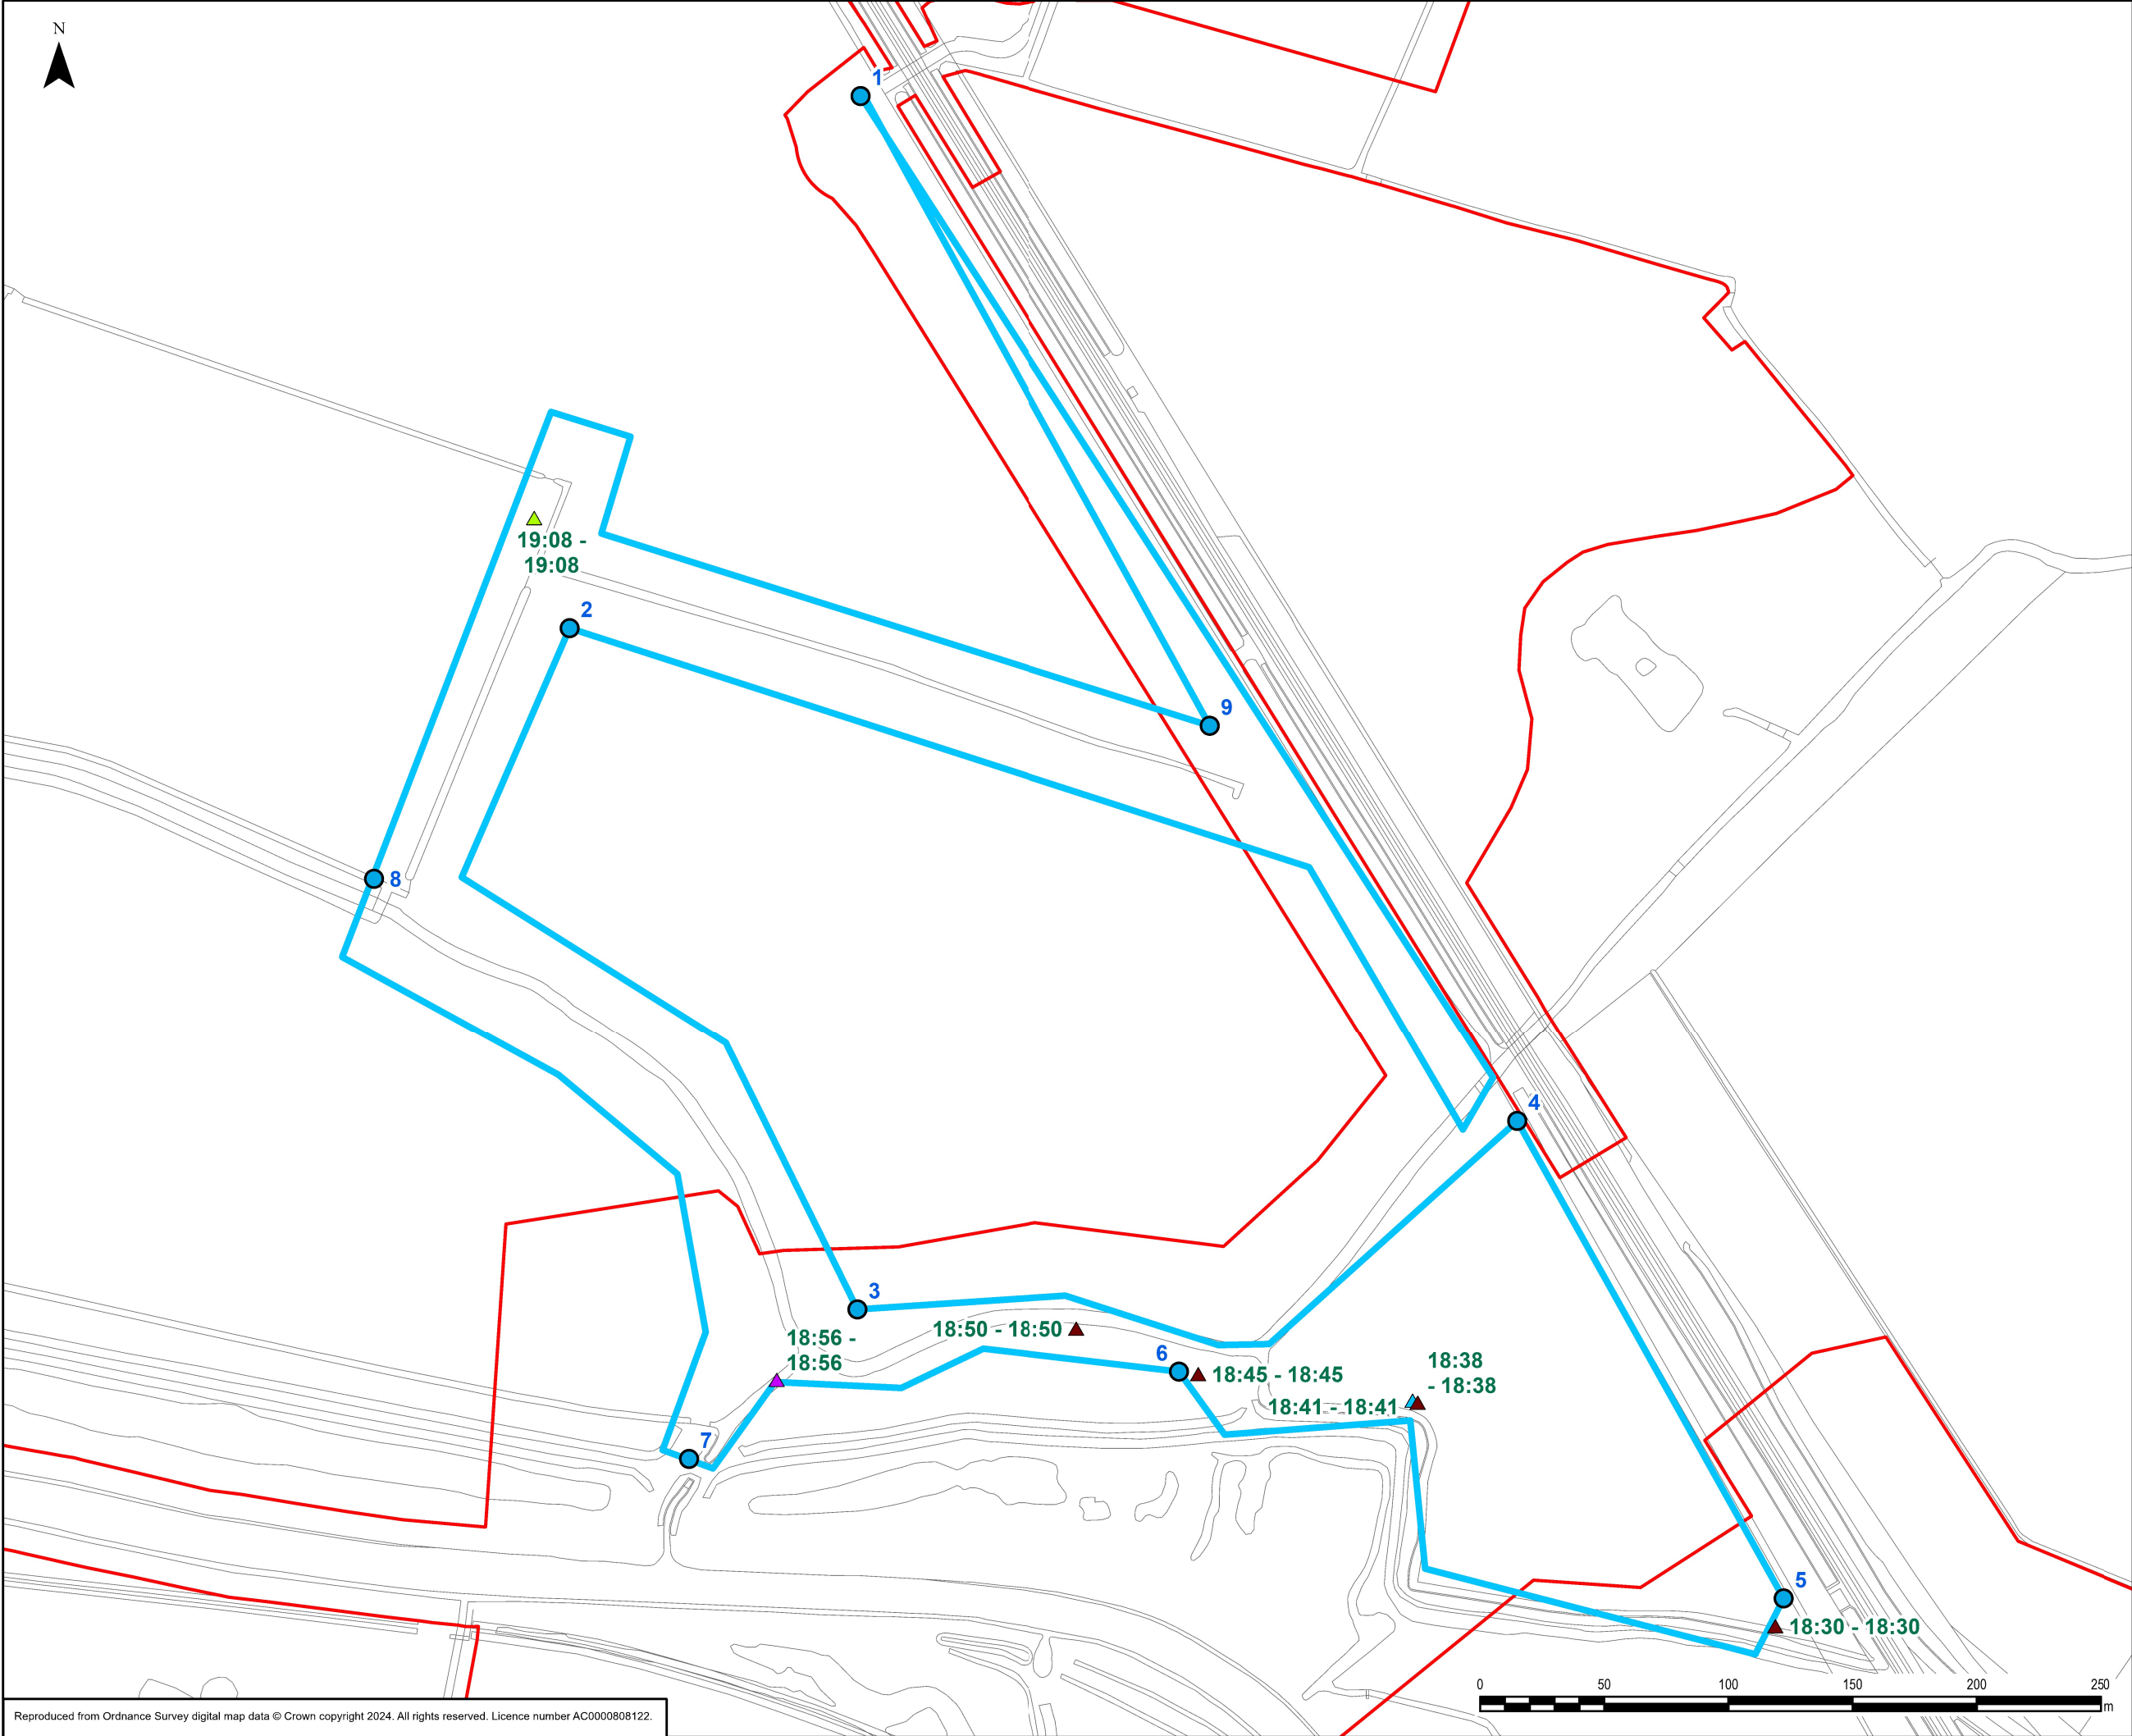 N
1
19:08 -
19:08
2
9
8
4
3
18:56 -
18:56
18:50 - 18:50
6
18:45 - 18:45
18:38
- 18:38
18:41 - 18:41
7
5
18:30 - 18:30
0 50 100 150 200 250
m
Reproduced from Ordnance Survey digital map data © Crown copyright 2024. All rights reserved. Licence number AC0000808122.